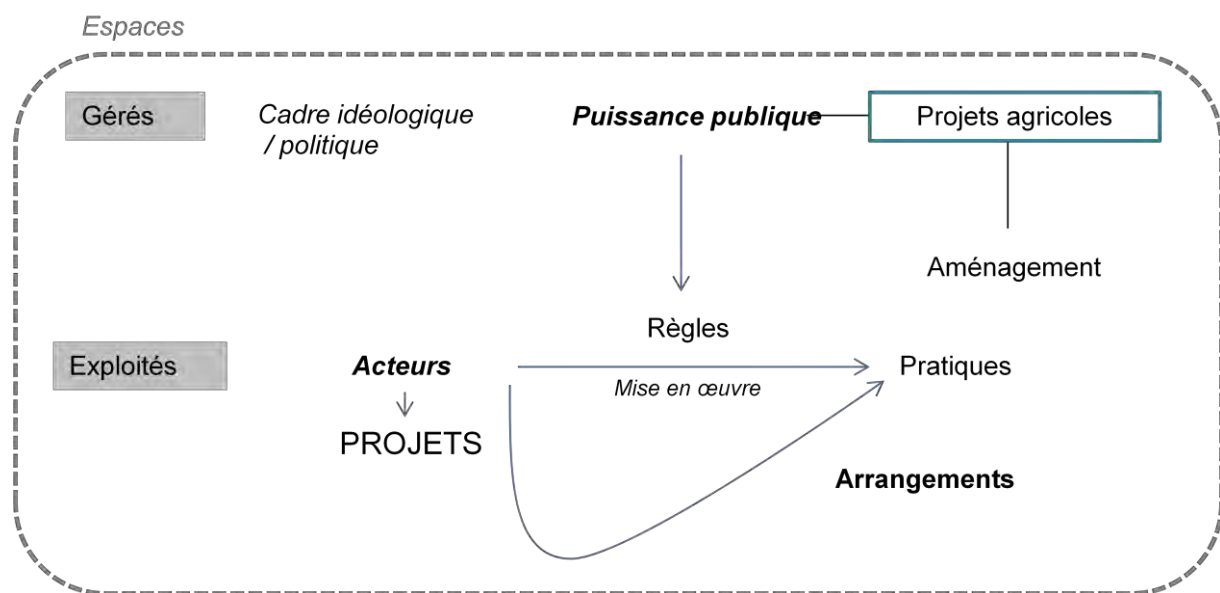 Espaces
Gérés
Cadre idéologique
/ politique
Puissance publique
Projets agricoles
Aménagement
Règles
Exploités
Acteurs
Mise en œuvre
Pratiques
PROJETS
Arrangements